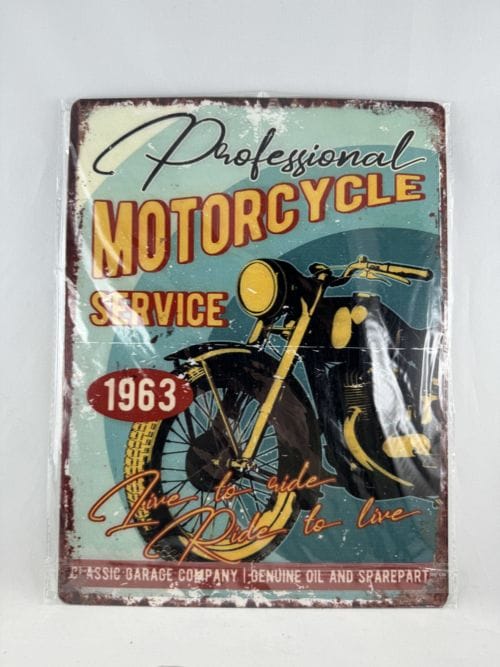 Professional
MOTORCYCLE
SERVICE
1963
Live to ride
Ride to live
CLASSIC GARAGE COMPANY | GENUINE OIL AND SPAREPART